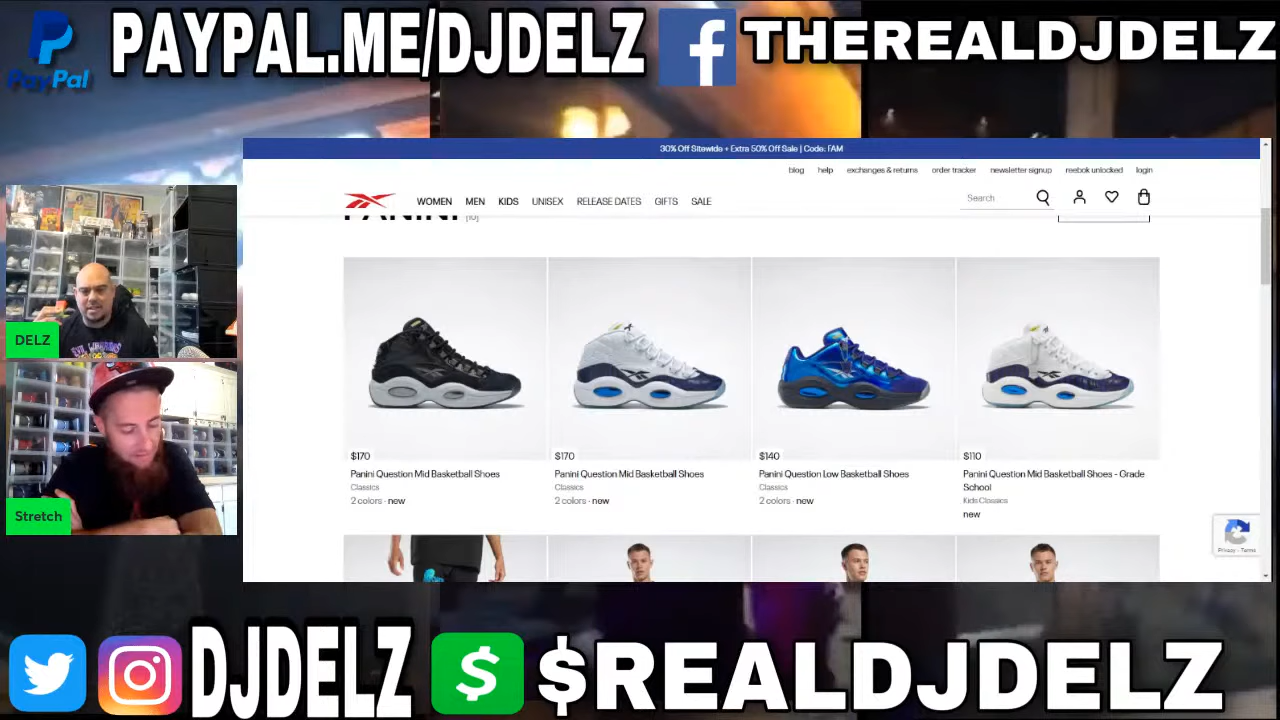 PayPal
PAYPAL.ME/DJDELZ
f
THEREALDJDELZ
30% Off Sitewide + Extra 50% Off Sale | Code: FAM
blog help exchanges & returns order tracker newsletter signup reebok unlocked login
WOMEN MEN KIDS UNISEX RELEASE DATES GIFTS SALE
Search
PANINI [10]
DELZ
Stretch
$170
Panini Question Mid Basketball Shoes
Classics
2 colors · new
$170
Panini Question Mid Basketball Shoes
Classics
2 colors · new
$140
Panini Question Low Basketball Shoes
Classics
2 colors · new
$110
Panini Question Mid Basketball Shoes - Grade
School
Kids Classics
new
Privacy - Terms
DJDELZ
$
$REALDJDELZ